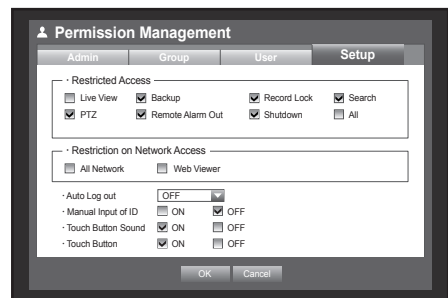 Permission Management
Admin Group User Setup
· Restricted Access
Live View Backup Record Lock Search
PTZ Remote Alarm Out Shutdown All
· Restriction on Network Access
All Network Web Viewer
· Auto Log out OFF
· Manual Input of ID ON OFF
· Touch Button Sound ON OFF
· Touch Button ON OFF
OK Cancel